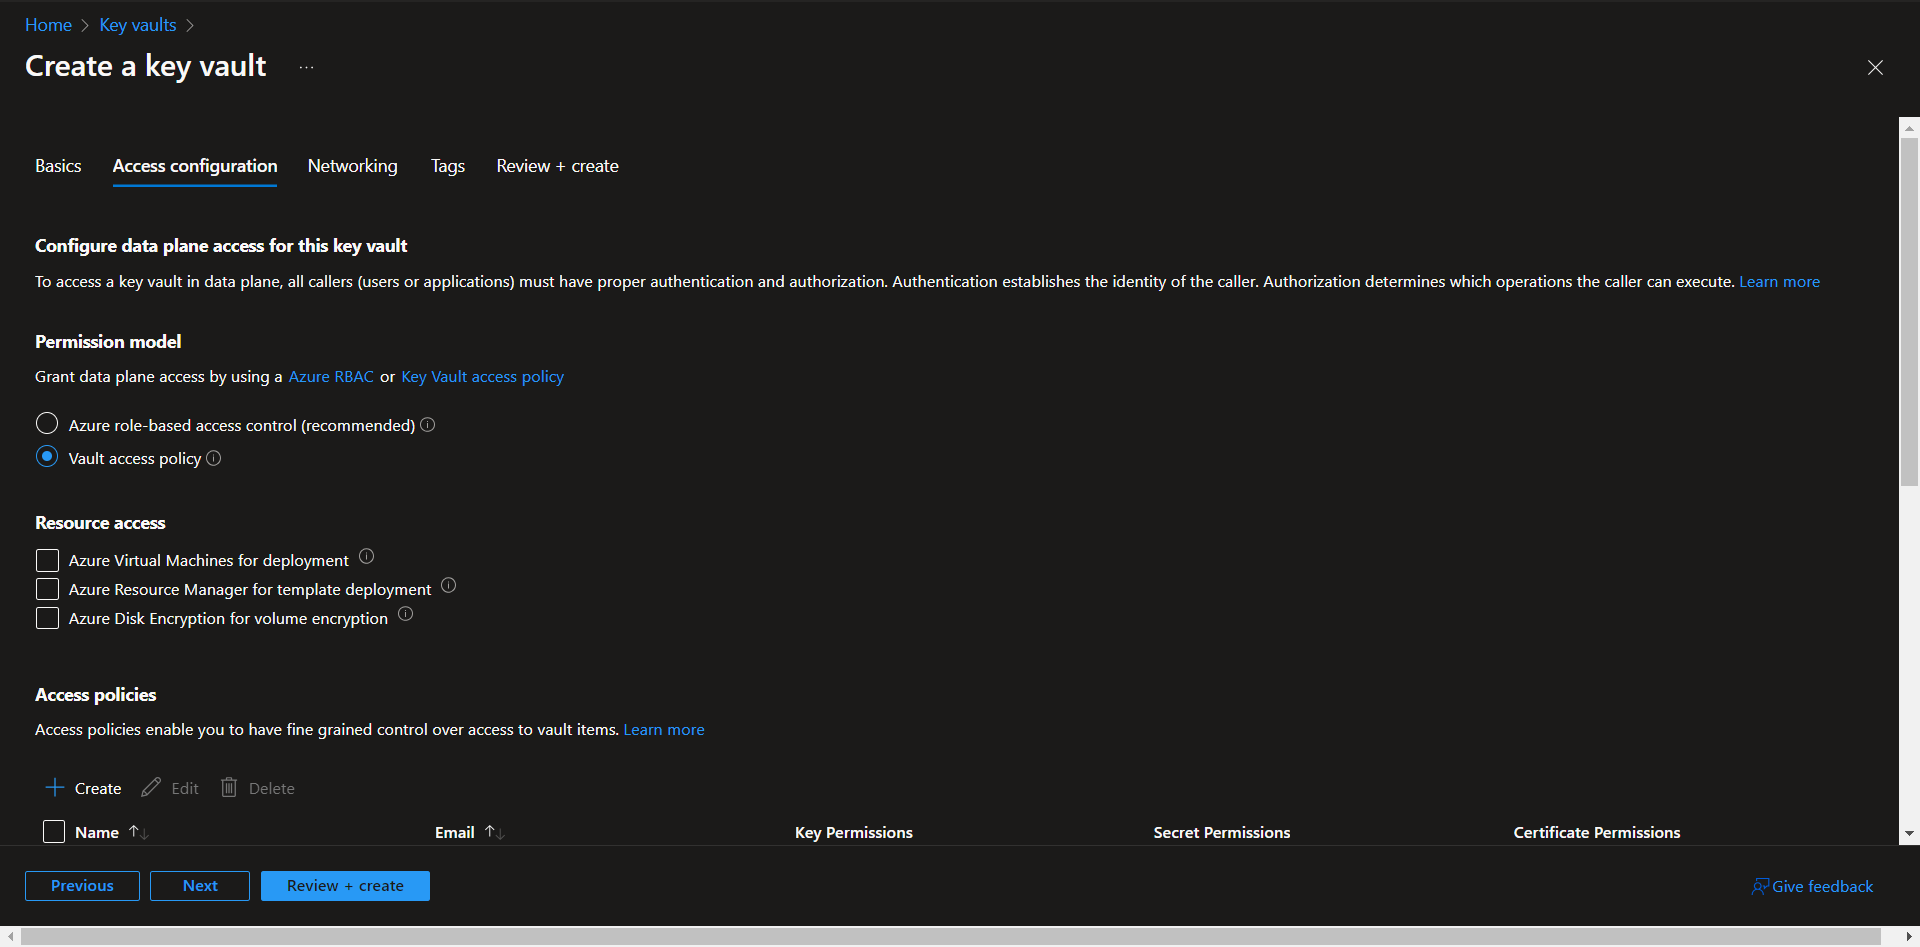 Home > Key vaults >
Create a key vault ...
Basics Access configuration Networking Tags Review + create
Configure data plane access for this key vault
To access a key vault in data plane, all callers (users or applications) must have proper authentication and authorization. Authentication establishes the identity of the caller. Authorization determines which operations the caller can execute. Learn more
Permission model
Grant data plane access by using a Azure RBAC or Key Vault access policy
Azure role-based access control (recommended)
Vault access policy
Resource access
Azure Virtual Machines for deployment
Azure Resource Manager for template deployment
Azure Disk Encryption for volume encryption
Access policies
Access policies enable you to have fine grained control over access to vault items. Learn more
Create Edit Delete
Name Email Key Permissions Secret Permissions Certificate Permissions
Previous Next Review + create Give feedback